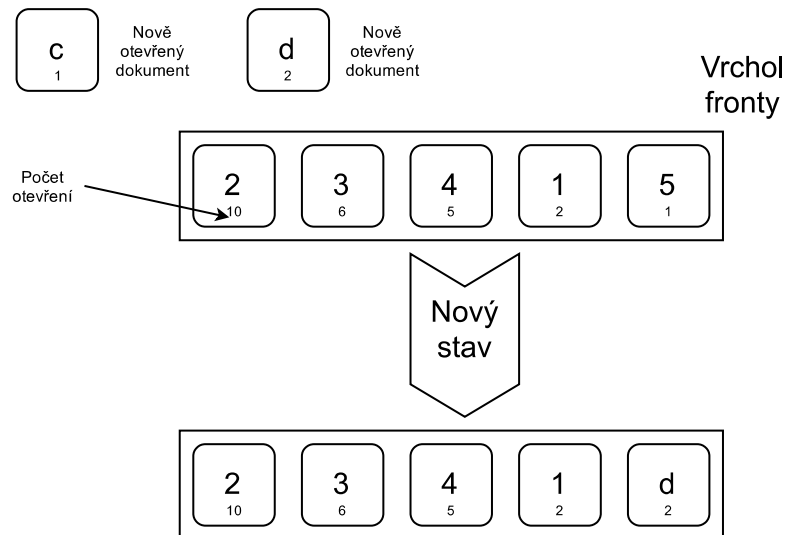 c
1
Nově
otevřený
dokument
d
2
Nově
otevřený
dokument
Vrchol
fronty
Počet
otevření
2
10
3
6
4
5
1
2
5
1
Nový
stav
2
10
3
6
4
5
1
2
d
2